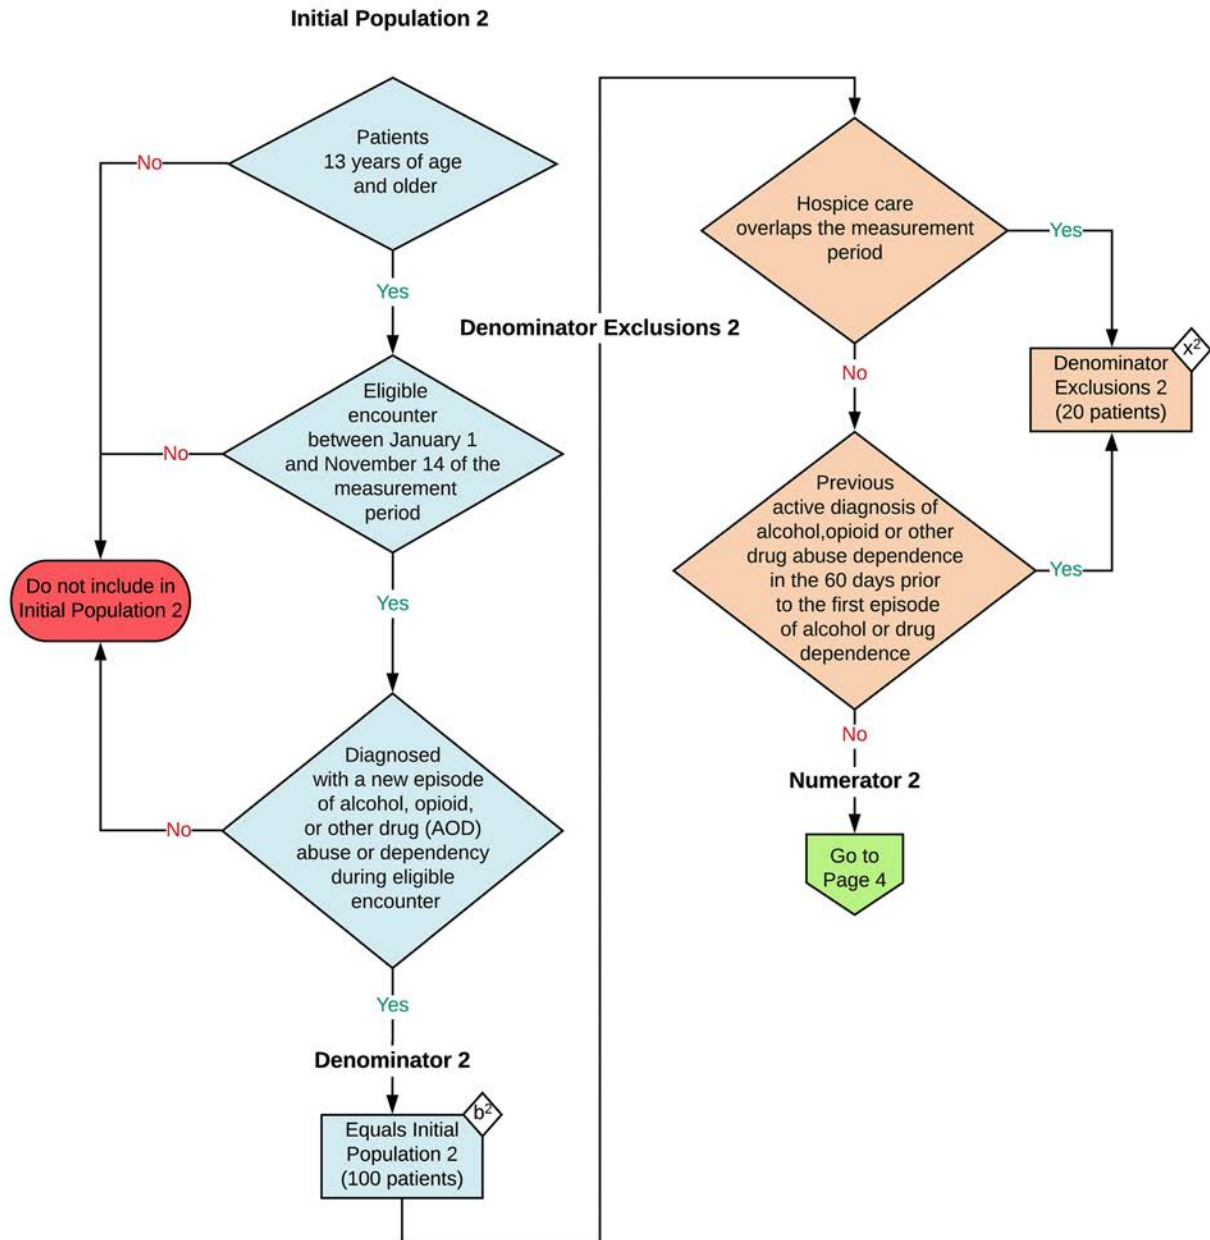 Initial Population 2
Patients
13 years of age
and older
No
Yes
Eligible
encounter
between January 1
and November 14 of the
measurement
period
No
Do not include in
Initial Population 2
Yes
Diagnosed
with a new episode
of alcohol, opioid,
or other drug (AOD)
abuse or dependency
during eligible
encounter
No
Yes
Denominator 2
b²
Equals Initial
Population 2
(100 patients)
Denominator Exclusions 2
Hospice care
overlaps the measurement
period
Yes
No
x²
Denominator
Exclusions 2
(20 patients)
Previous
active diagnosis of
alcohol,opioid or other
drug abuse dependence
in the 60 days prior
to the first episode
of alcohol or drug
dependence
Yes
No
Numerator 2
Go to
Page 4